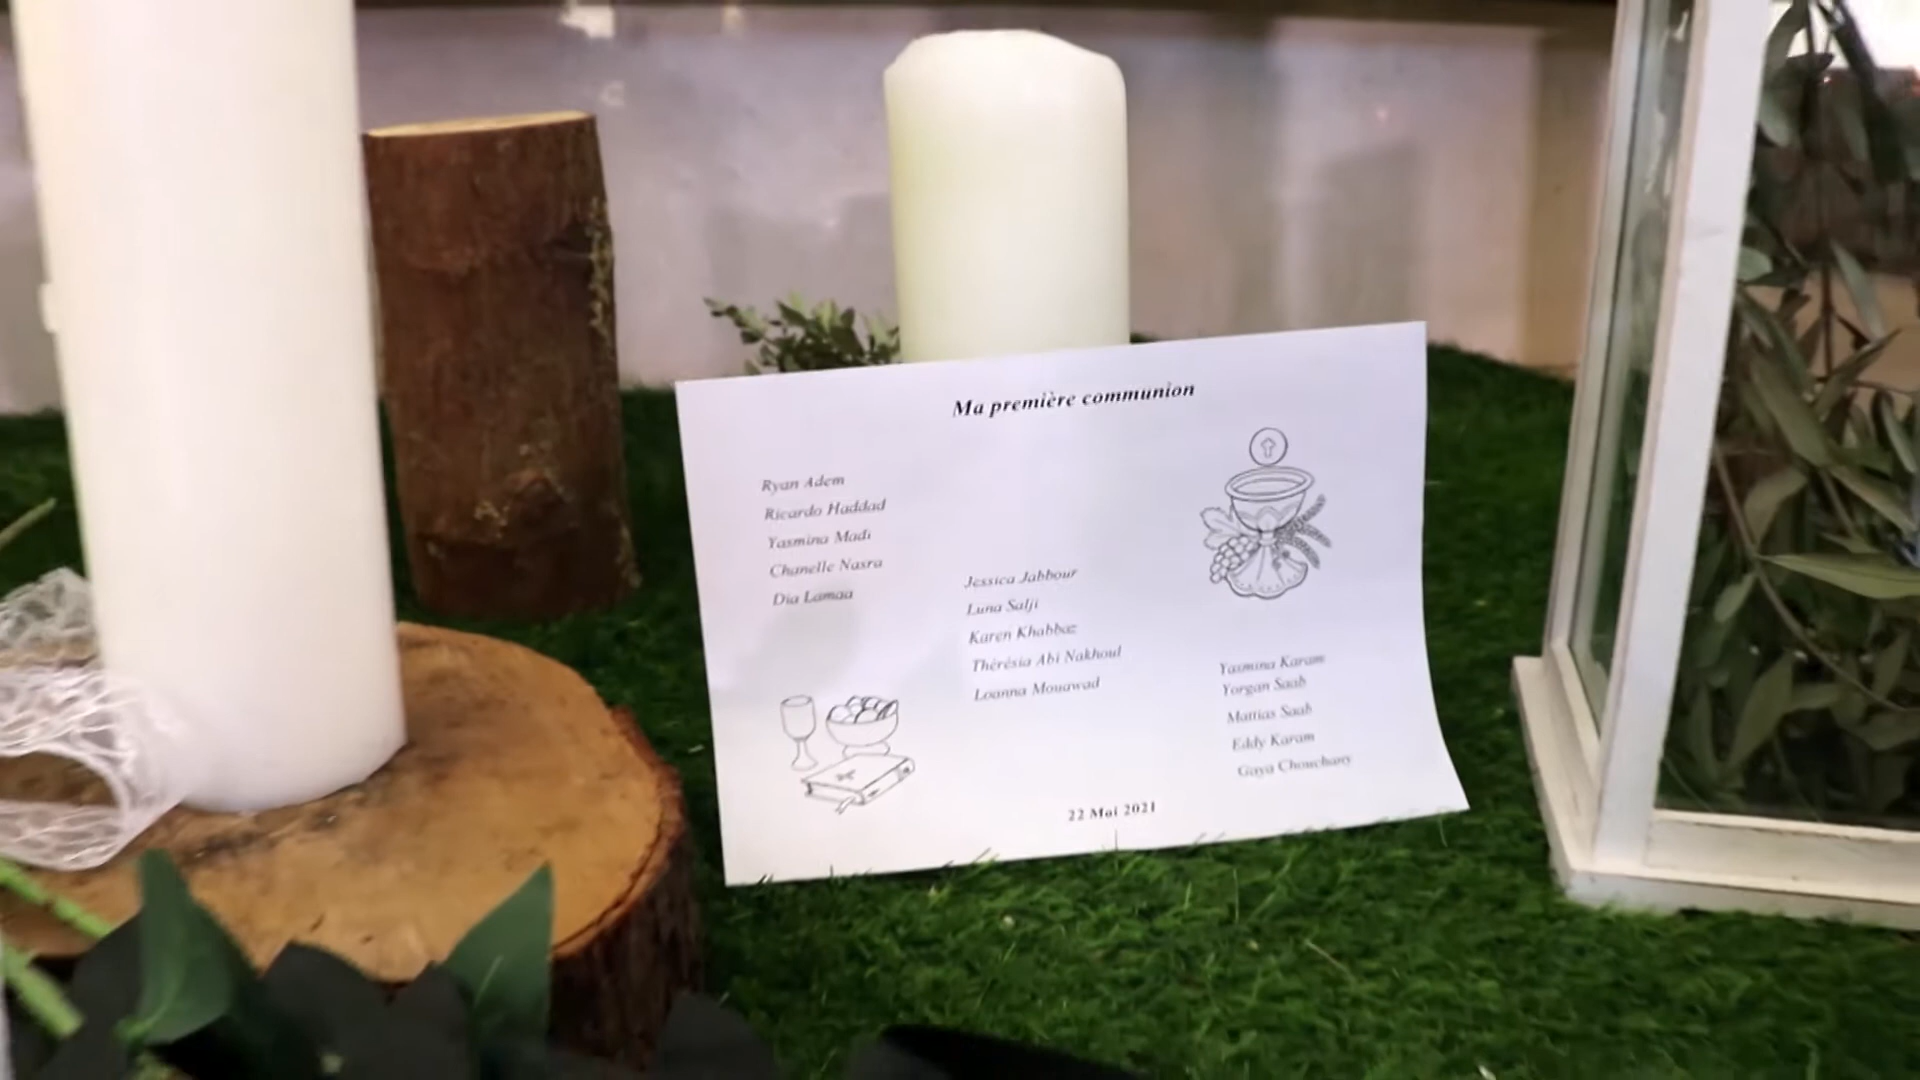 Ma première communion
Ryan Adem
Ricardo Haddad
Yasmina Madi
Chanelle Nasra
Dia Lamaa
Jessica Jabbour
Luna Salji
Karen Khabbaz
Thérésia Abi Nakhoul
Loanna Mouawad
Yasmina Karam
Yorgan Saab
Mattias Saab
Eddy Karam
Gaya Chouchany
22 Mai 2021